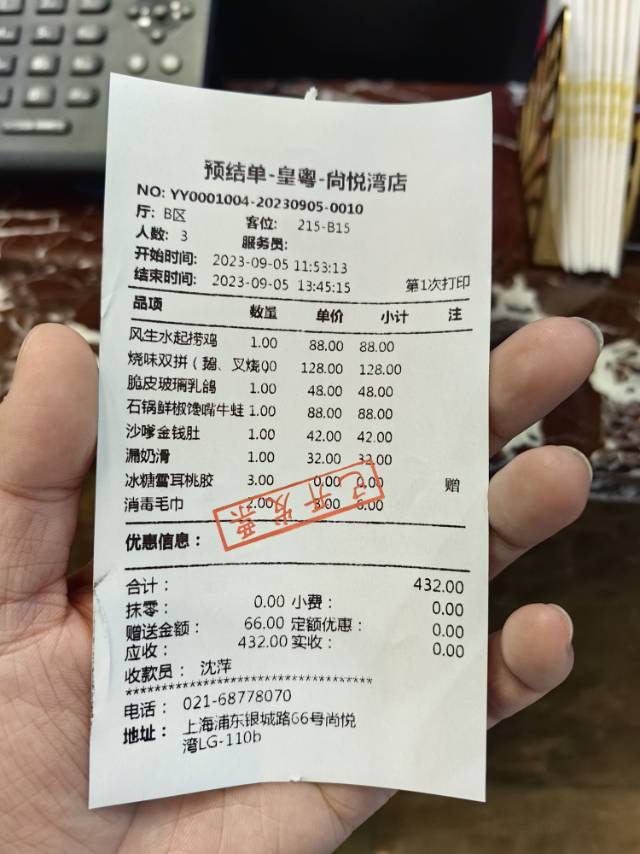 预结单-皇粤-尚悦湾店
NO: YY0001004-20230905-0010
厅: B区 客位: 215-B15
人数: 3 服务员:
开始时间: 2023-09-05 11:53:13
结束时间: 2023-09-05 13:45:15 第1次打印
品项 数量 单价 小计 注
风生水起捞鸡 1.00 88.00 88.00
烧味双拼（鹅、叉烧 00 128.00 128.00
脆皮玻璃乳鸽 1.00 48.00 48.00
石锅鲜椒馋嘴牛蛙 1.00 88.00 88.00
沙嗲金钱肚 1.00 42.00 42.00
漏奶滑 1.00 32.00 32.00
冰糖雪耳桃胶 3.00 0.00 0.00 赠
消毒毛巾 2.00 3.00 6.00
已开发票
优惠信息：
合计： 432.00
抹零： 0.00 小费： 0.00
赠送金额： 66.00 定额优惠： 0.00
应收： 432.00 实收： 0.00
收款员： 沈萍
************************************
电话： 021-68778070
地址： 上海浦东银城路66号尚悦
湾LG-110b